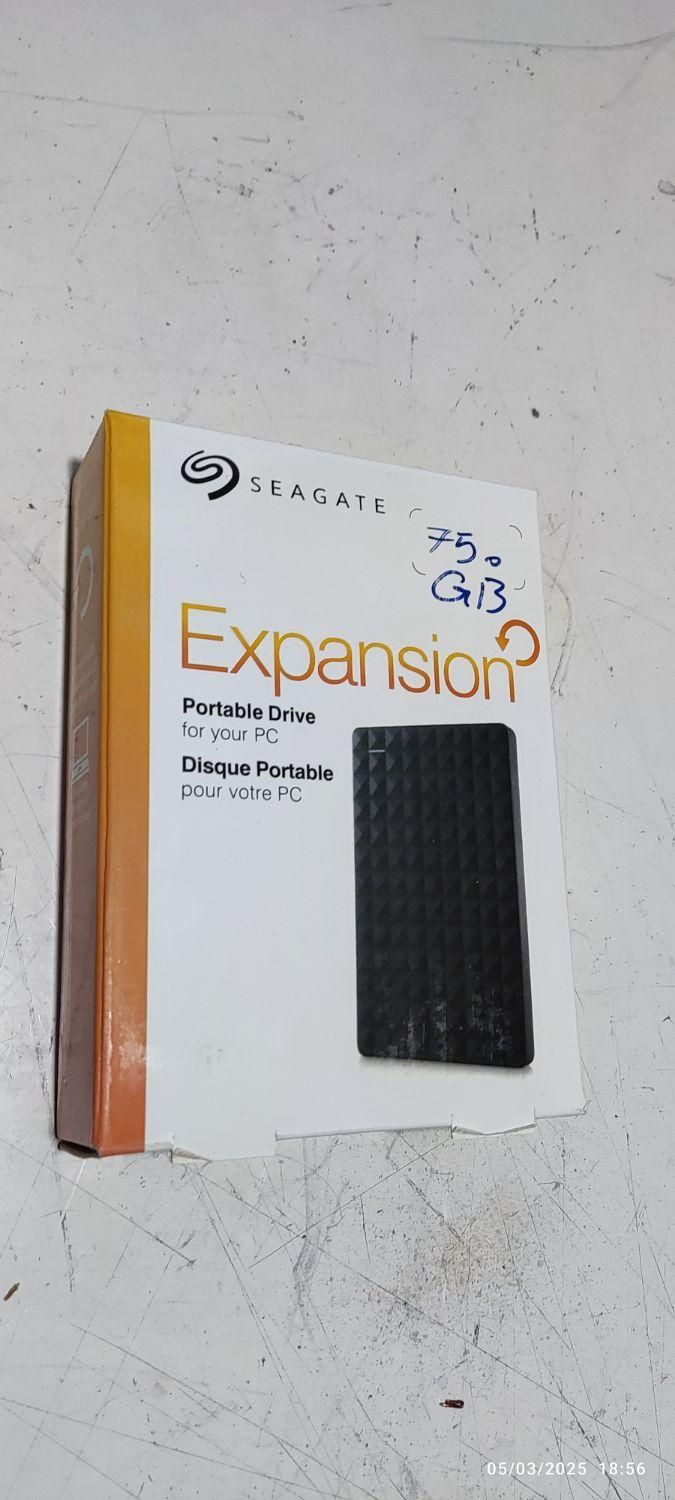 SEAGATE
750
GB
Expansion
Portable Drive
for your PC
Disque Portable
pour votre PC
05/03/2025 18:56